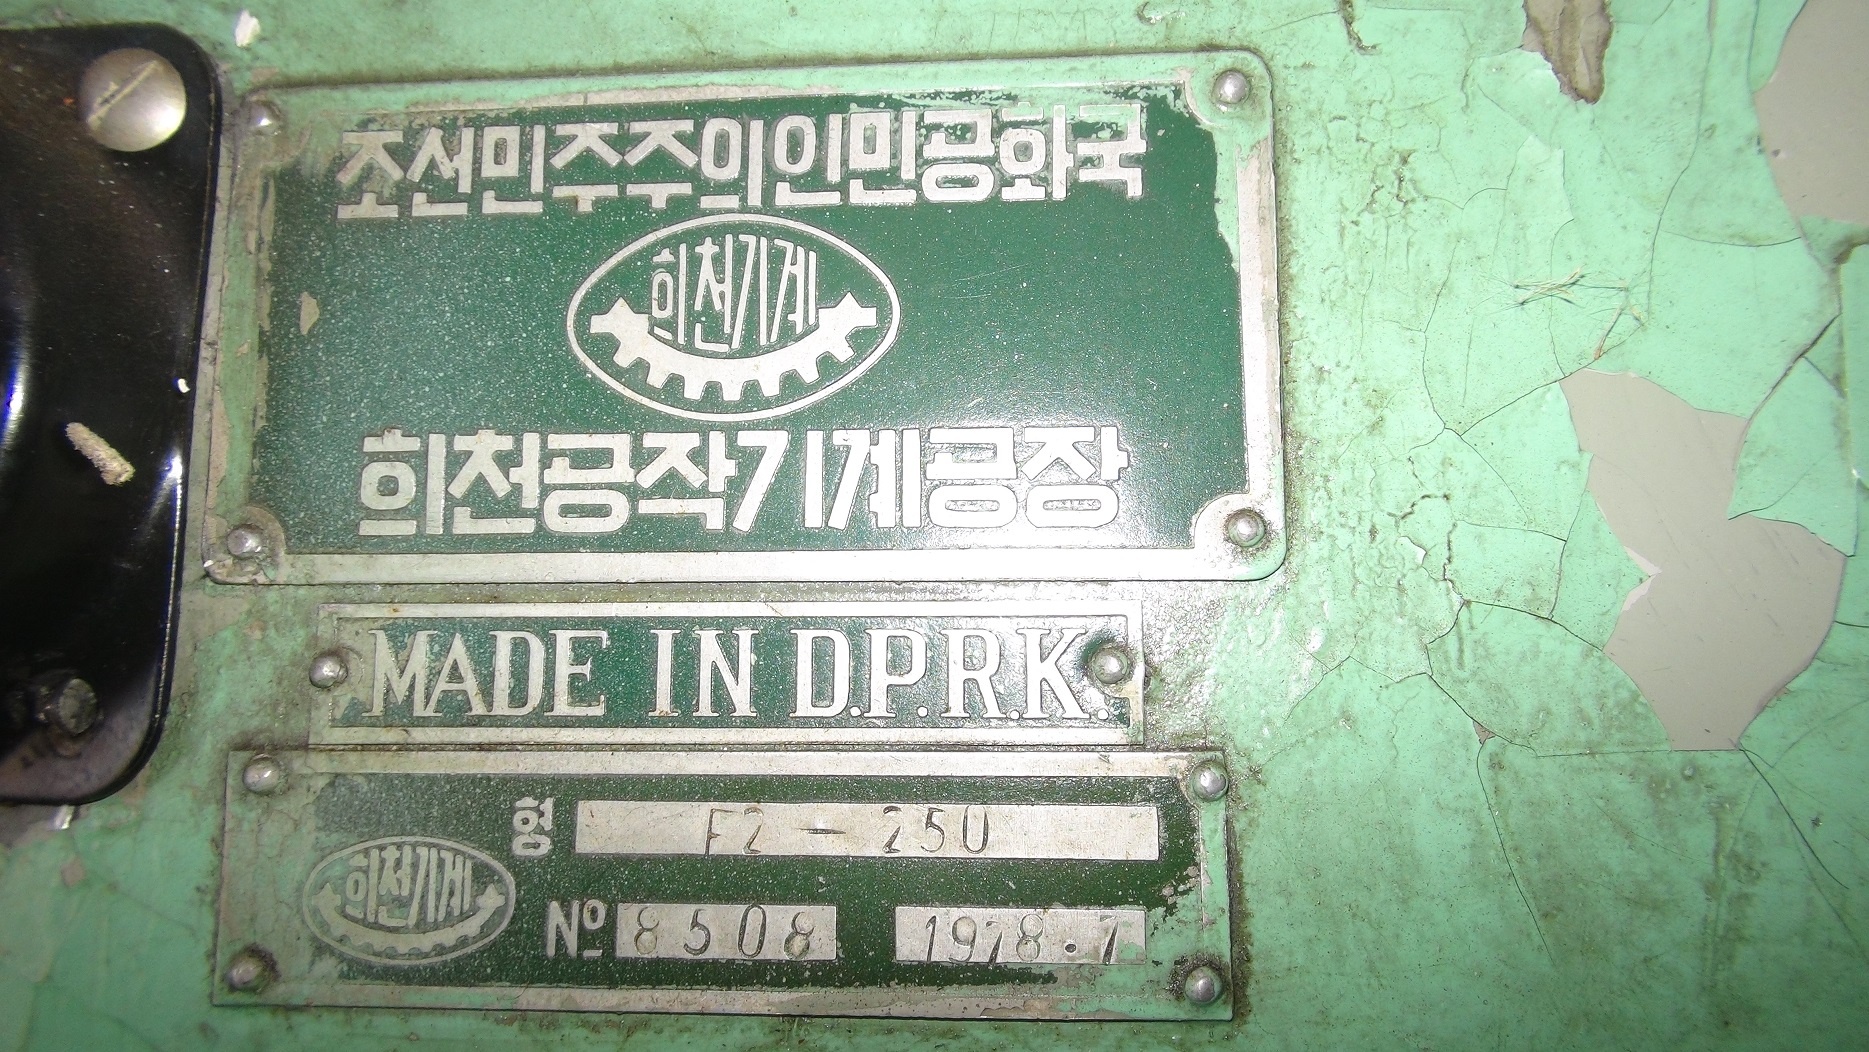 조선민주주의인민공화국
희천기계
희천공작기계공장
MADE IN D.P.R.K.
형 F2-250
희천기계
Nº 8508 1978.7